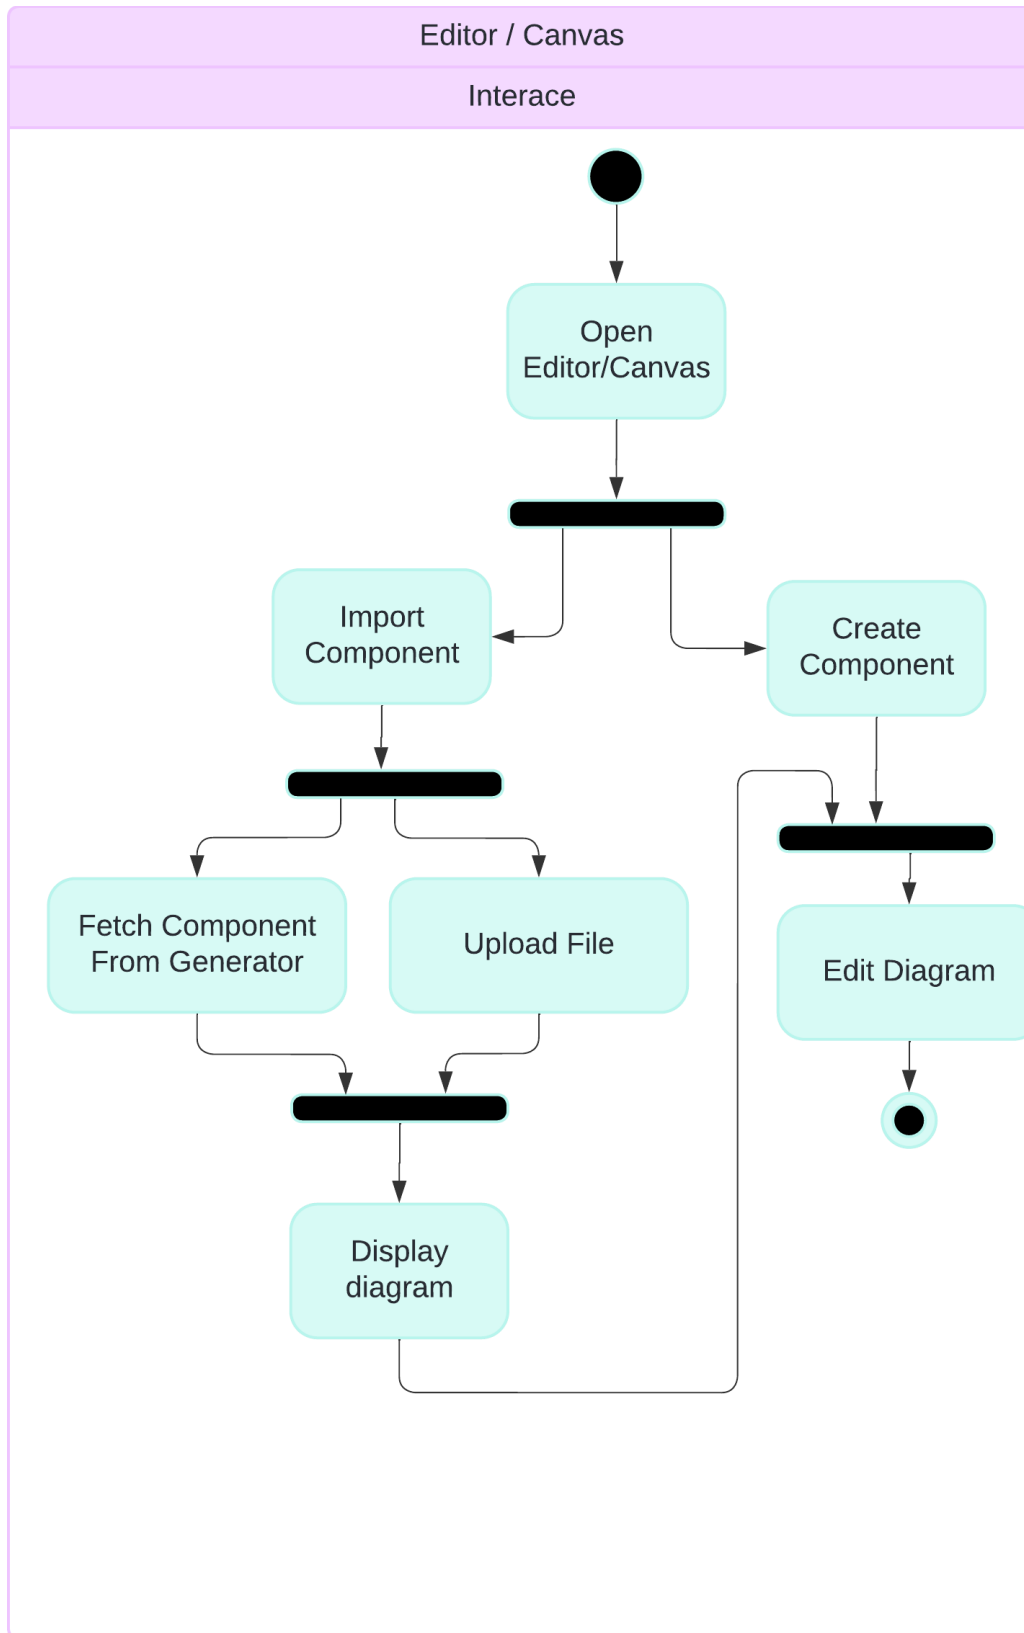 Editor / Canvas
Interace
Open
Editor/Canvas
Import
Component
Create
Component
Fetch Component
From Generator
Upload File
Edit Diagram
Display
diagram